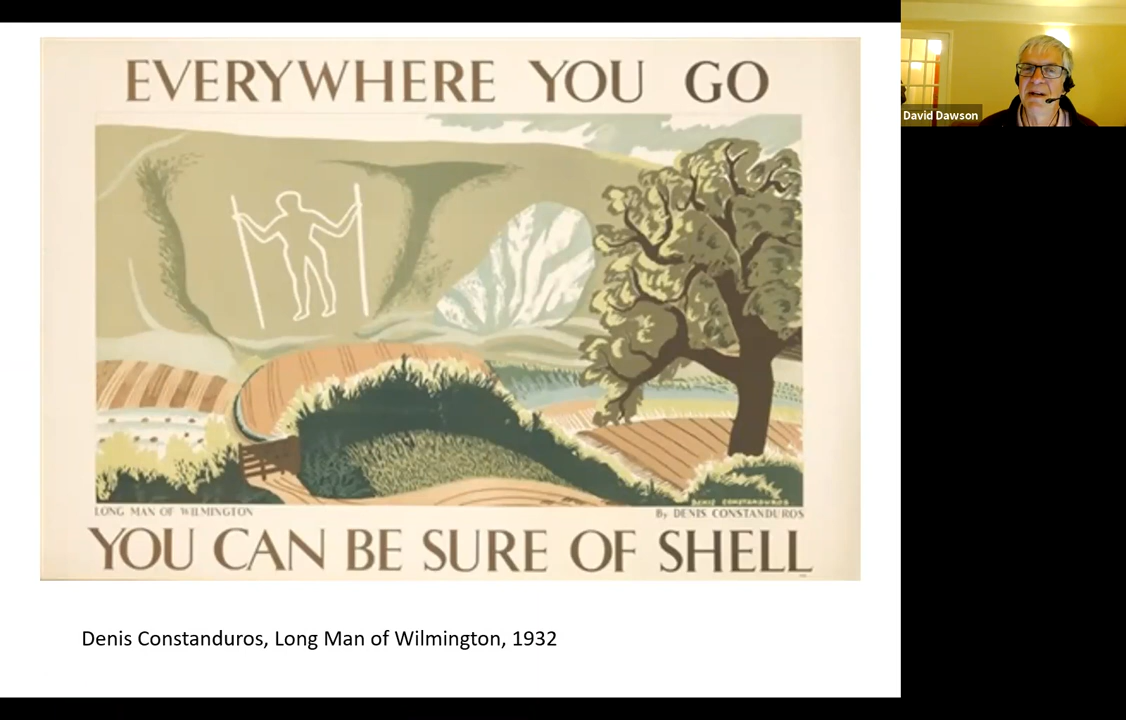 EVERYWHERE YOU GO
David Dawson
DENIS CONSTANDUROS
LONG MAN OF WILMINGTON
By DENIS CONSTANDUROS
YOU CAN BE SURE OF SHELL
Denis Constanduros, Long Man of Wilmington, 1932